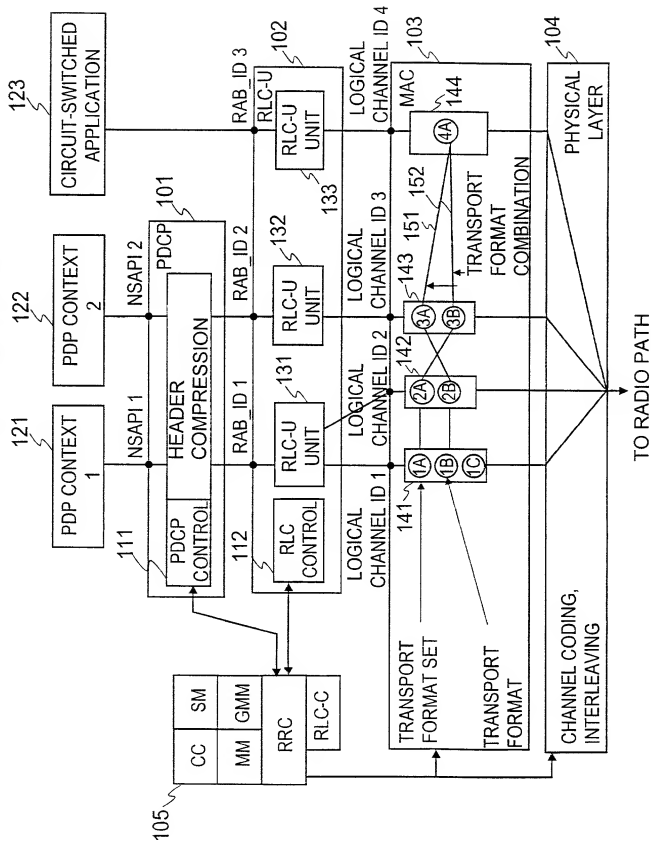 121
PDP CONTEXT
1
122
PDP CONTEXT
2
123
CIRCUIT-SWITCHED
APPLICATION
NSAPI 1
NSAPI 2
PDCP
101
111
PDCP
CONTROL
HEADER
COMPRESSION
RAB_ID 1
RAB_ID 2
RAB_ID 3
RLC-U
102
112
RLC
CONTROL
RLC-U
UNIT
131
RLC-U
UNIT
132
RLC-U
UNIT
133
LOGICAL
CHANNEL ID 1
LOGICAL
CHANNEL ID 2
LOGICAL
CHANNEL ID 3
LOGICAL
CHANNEL ID 4
MAC
103
141
1A
1B
1C
142
2A
2B
143
3A
3B
144
4A
151
152
TRANSPORT
FORMAT
COMBINATION
TRANSPORT
FORMAT SET
TRANSPORT
FORMAT
105
CC
SM
MM
GMM
RRC
RLC-C
CHANNEL CODING,
INTERLEAVING
PHYSICAL
LAYER
104
TO RADIO PATH